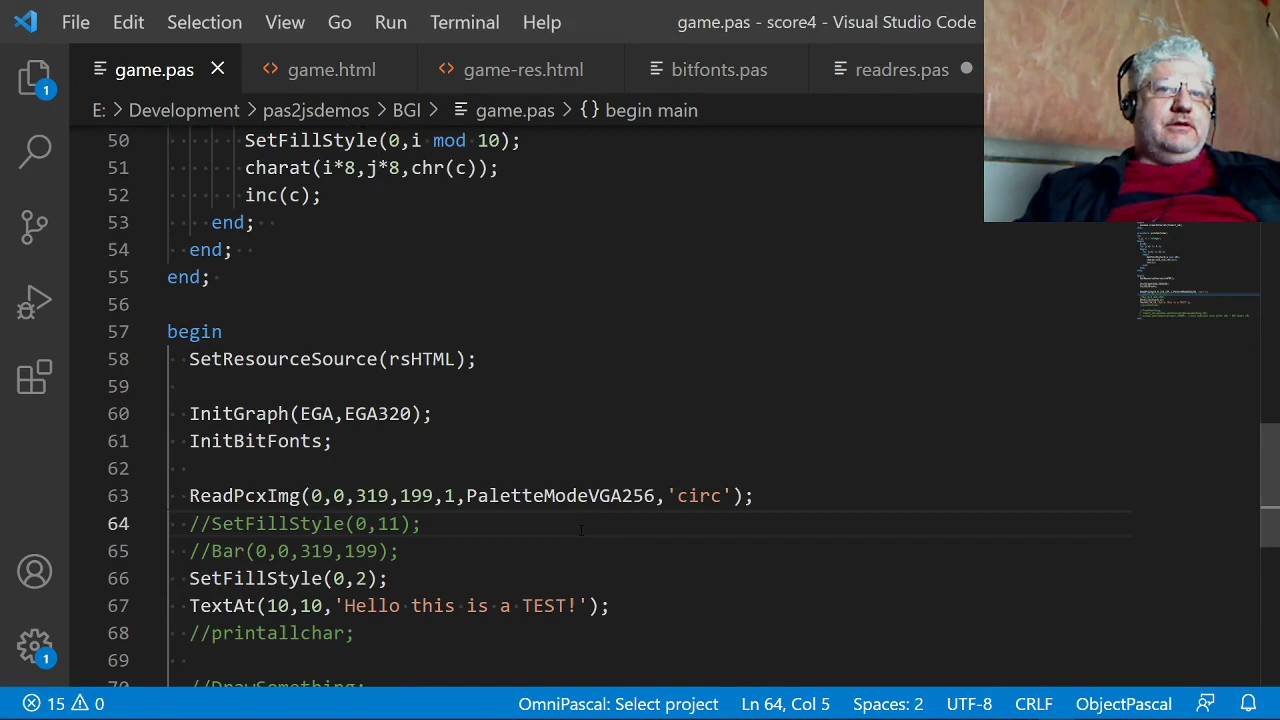 File Edit Selection View Go Run Terminal Help game.pas - score4 - Visual Studio Code
game.pas game.html game-res.html bitfonts.pas readres.pas
E: > Development > pas2jsdemos > BGI > game.pas > {} begin main
50 SetFillStyle(0,i mod 10);
51 charat(i*8,j*8,chr(c));
52 inc(c);
53 end;
54 end;
55 end;
56
57 begin
58 SetResourceSource(rsHTML);
59
60 InitGraph(EGA,EGA320);
61 InitBitFonts;
62
63 ReadPcxImg(0,0,319,199,1,PaletteModeVGA256,'circ');
64 //SetFillStyle(0,11);
65 //Bar(0,0,319,199);
66 SetFillStyle(0,2);
67 TextAt(10,10,'Hello this is a TEST!');
68 //printallchar;
69
70 //DrawSomething;
1
1
15 0 OmniPascal: Select project Ln 64, Col 5 Spaces: 2 UTF-8 CRLF ObjectPascal